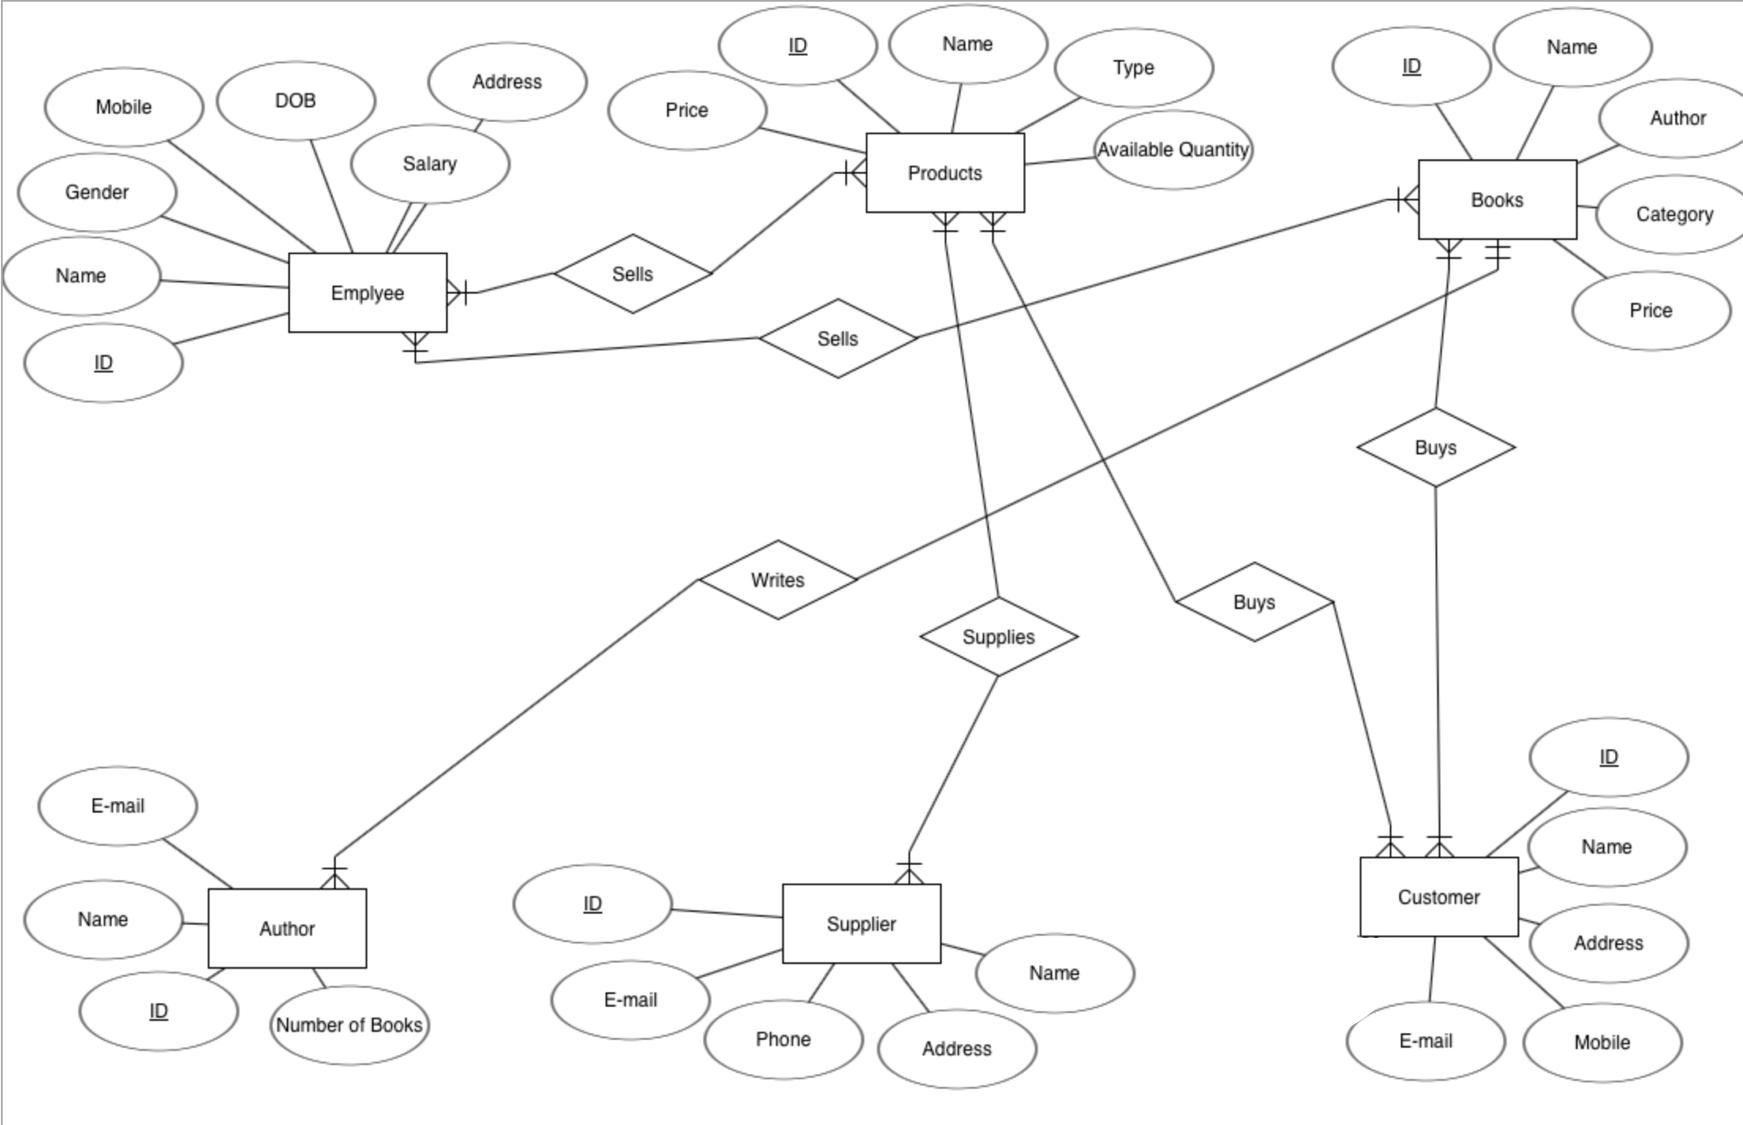 ID
Name
Type
Price
Available Quantity
Mobile
DOB
Address
Salary
Gender
Name
ID
Emplyee
Products
ID
Name
Author
Category
Price
Books
Sells
Sells
Buys
Writes
Supplies
Buys
E-mail
Name
ID
Number of Books
Author
ID
E-mail
Phone
Address
Name
Supplier
ID
Name
Address
Mobile
E-mail
Customer